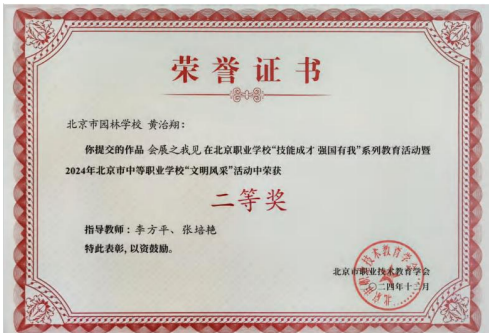 荣誉证书
北京市园林学校 黄治翔：
你提交的作品 会展之我见 在北京职业学校“技能成才 强国有我”系列教育活动暨
2024年北京市中等职业学校“文明风采”活动中荣获
二等奖
指导教师：李方平、张培艳
特此表彰，以资鼓励。
北京市职业技术教育学会
二〇二四年十二月